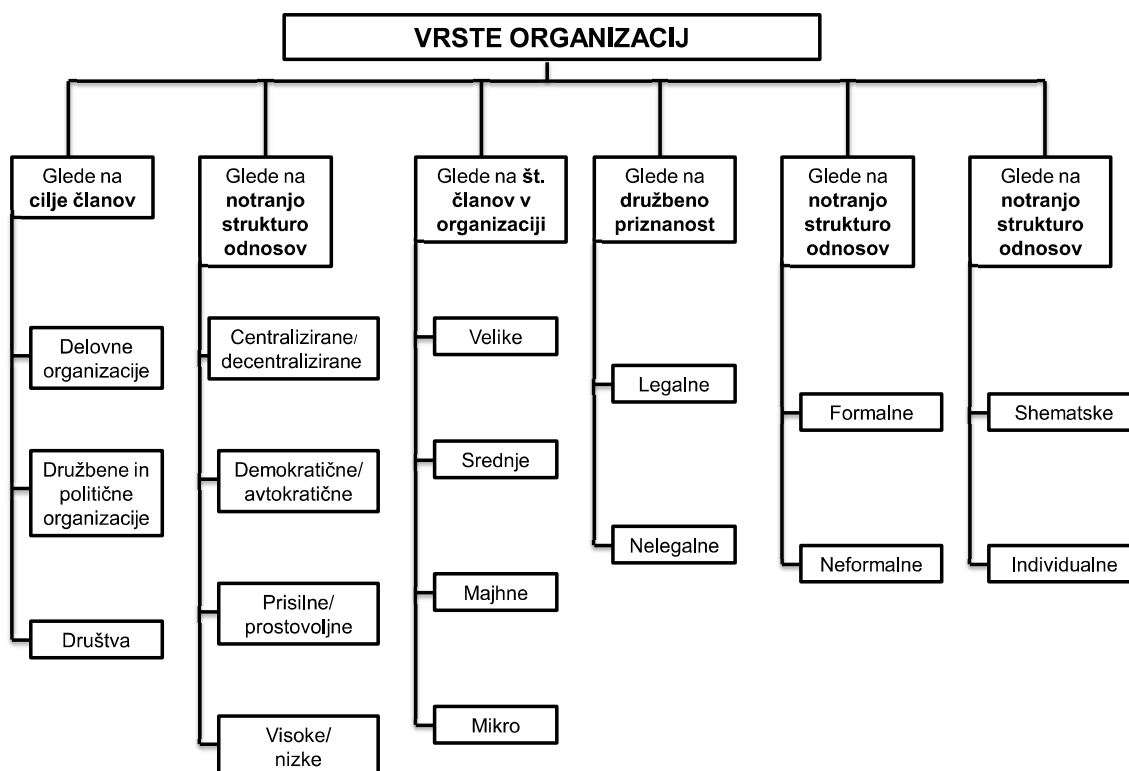 VRSTE ORGANIZACIJ
Glede na
cilje članov
Delovne
organizacije
Družbene in
politične
organizacije
Društva
Glede na
notranjo
strukturo
odnosov
Centralizirane/
decentralizirane
Demokratične/
avtokratične
Prisilne/
prostovoljne
Visoke/
nizke
Glede na št.
članov v
organizaciji
Velike
Srednje
Majhne
Mikro
Glede na
družbeno
priznanost
Legalne
Nelegalne
Glede na
notranjo
strukturo
odnosov
Formalne
Neformalne
Glede na
notranjo
strukturo
odnosov
Shematske
Individualne